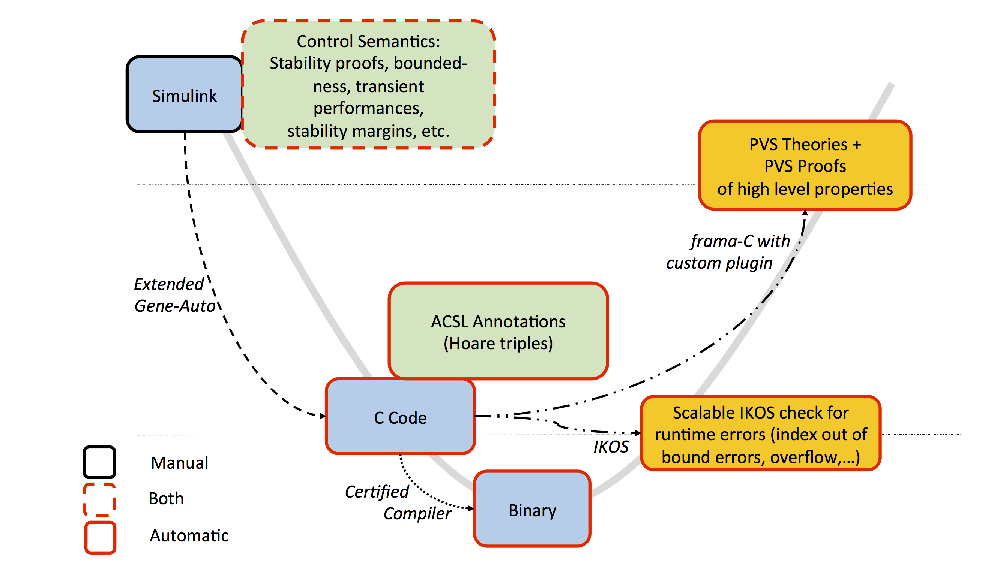 Control Semantics:
Stability proofs, bounded-
ness, transient
performances,
stability margins, etc.
Simulink
PVS Theories +
PVS Proofs
of high level properties
frama-C with
custom plugin
Extended
Gene-Auto
ACSL Annotations
(Hoare triples)
C Code
Scalable IKOS check for
runtime errors (index out of
bound errors, overflow,...)
IKOS
Manual
Both
Automatic
Certified
Compiler
Binary